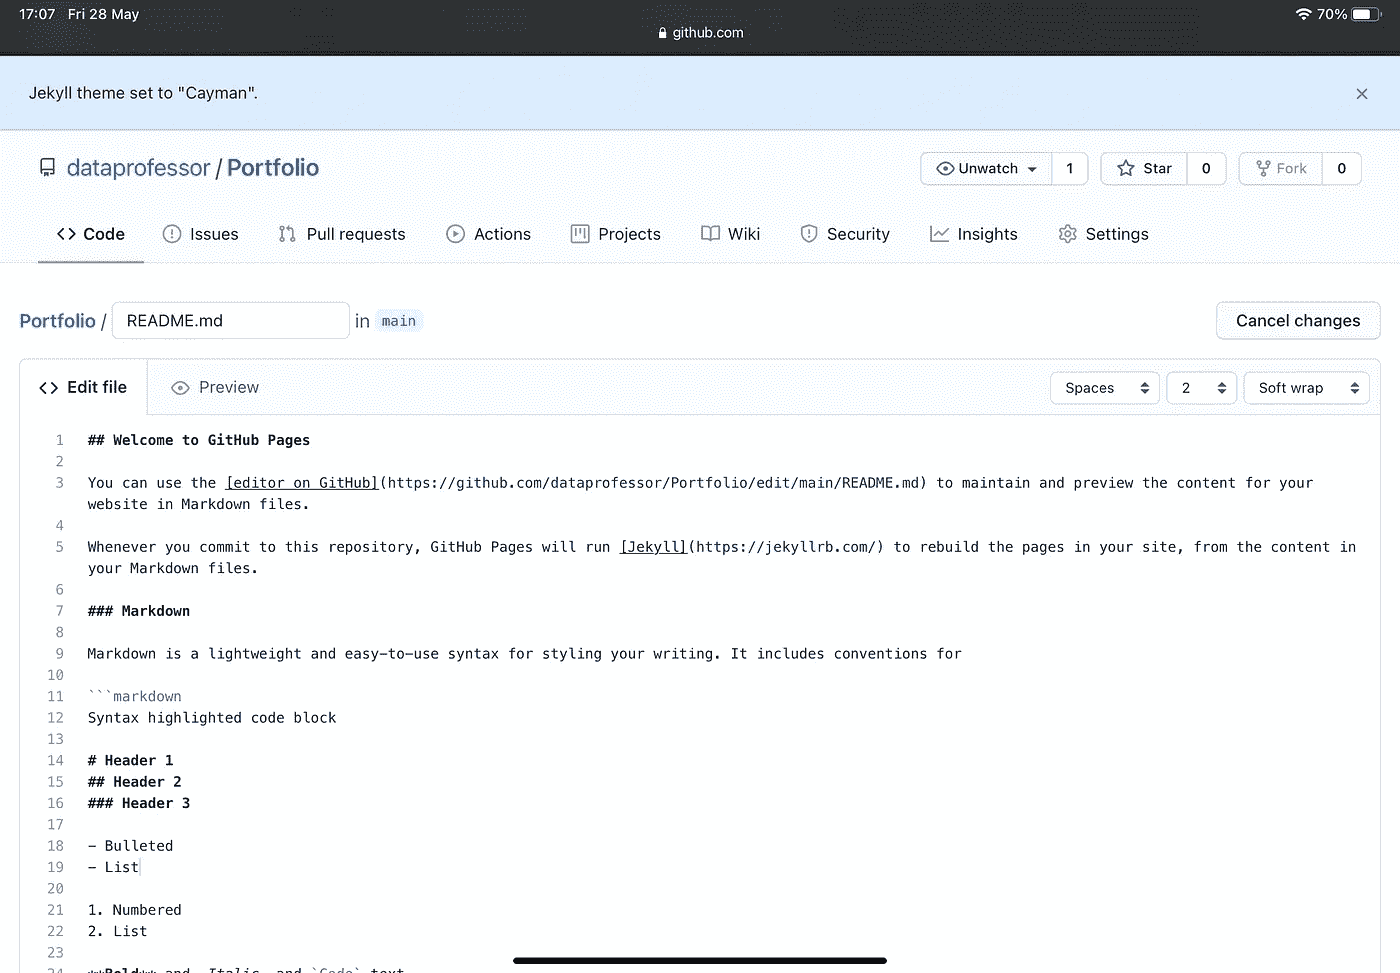 17:07 Fri 28 May
70%
github.com
Jekyll theme set to "Cayman".
dataprofessor / Portfolio
Unwatch 1
Star 0
Fork 0
Code
Issues
Pull requests
Actions
Projects
Wiki
Security
Insights
Settings
Portfolio / README.md in main
Cancel changes
Edit file
Preview
Spaces
2
Soft wrap
1 ## Welcome to GitHub Pages
2
3 You can use the [editor on GitHub](https://github.com/dataprofessor/Portfolio/edit/main/README.md) to maintain and preview the content for your
website in Markdown files.
4
5 Whenever you commit to this repository, GitHub Pages will run [Jekyll](https://jekyllrb.com/) to rebuild the pages in your site, from the content in
your Markdown files.
6
7 ### Markdown
8
9 Markdown is a lightweight and easy-to-use syntax for styling your writing. It includes conventions for
10
11 ```markdown
12 Syntax highlighted code block
13
14 # Header 1
15 ## Header 2
16 ### Header 3
17
18 - Bulleted
19 - List
20
21 1. Numbered
22 2. List
23
24 **Bold** and _Italic_ and `Code` text